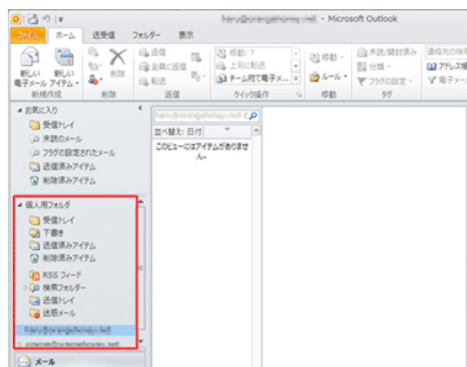 - Microsoft Outlook
ファイル ホーム 送受信 フォルダー 表示
新しい 電子メール
新しい アイテム
削除
返信
全員に返信
転送
移動: ?
上司に転送
チーム宛て電子メ...
移動
ルール
未読/開封済み
分類
フラグの設定
アドレス帳
電子メー
新規作成 削除 返信 クイック操作 移動 タグ
お気に入り
受信トレイ
未読のメール
フラグの設定されたメール
送信済みアイテム
削除済みアイテム
個人用フォルダ
受信トレイ
下書き
送信済みアイテム
削除済みアイテム
RSS フィード
検索フォルダー
送信トレイ
迷惑メール
メール
並べ替え: 日付
このビューにはアイテムがありませ
ん。